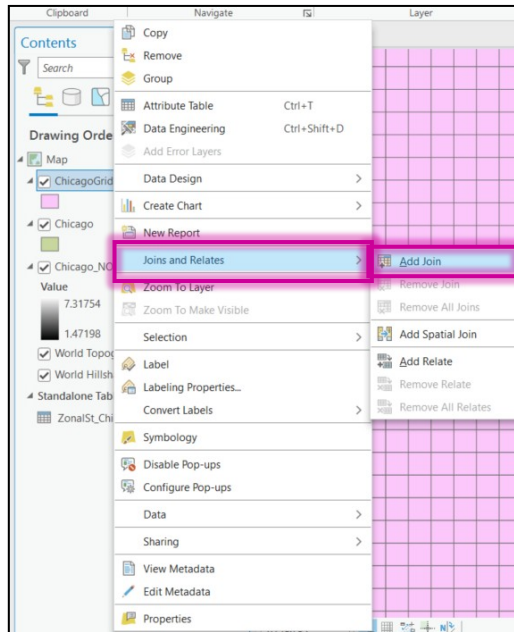 Clipboard
Navigate
Layer
Contents
Search
Drawing Orde
Map
ChicagoGrid
Chicago
Chicago_NO
Value
7.31754
1.47198
World Topog
World Hillsh
Standalone Tab
ZonalSt_Chi
Copy
Remove
Group
Attribute Table Ctrl+T
Data Engineering Ctrl+Shift+D
Add Error Layers
Data Design
Create Chart
New Report
Joins and Relates
Zoom To Layer
Zoom To Make Visible
Selection
Label
Labeling Properties...
Convert Labels
Symbology
Disable Pop-ups
Configure Pop-ups
Data
Sharing
View Metadata
Edit Metadata
Properties
Add Join
Remove Join
Remove All Joins
Add Spatial Join
Add Relate
Remove Relate
Remove All Relates